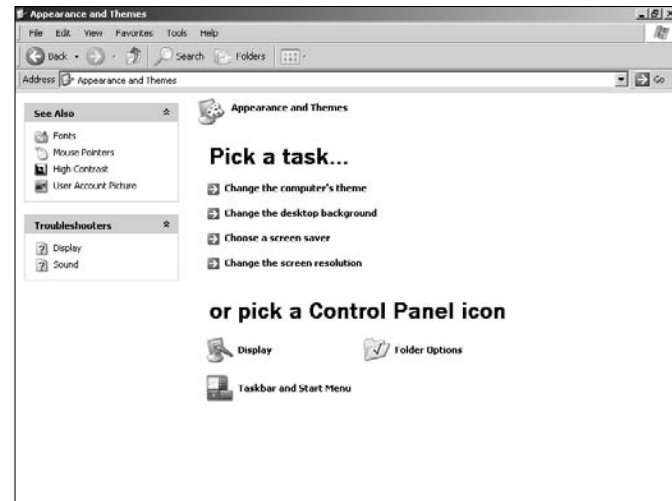 Appearance and Themes
File Edit View Favorites Tools Help
Back Search Folders
Address Appearance and Themes Go
See Also
Fonts
Mouse Pointers
High Contrast
User Account Picture
Troubleshooters
Display
Sound
Appearance and Themes
Pick a task...
Change the computer's theme
Change the desktop background
Choose a screen saver
Change the screen resolution
or pick a Control Panel icon
Display Folder Options
Taskbar and Start Menu